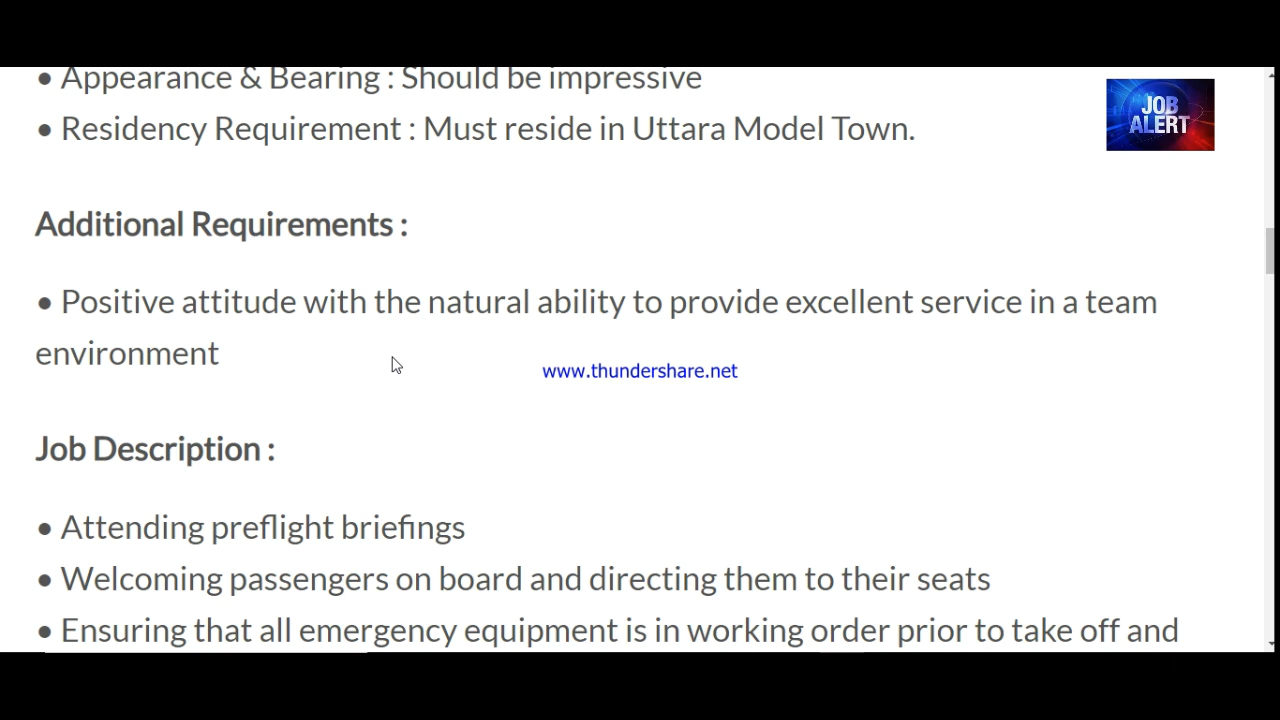 • Appearance & Bearing : Should be impressive
JOB
ALERT
• Residency Requirement : Must reside in Uttara Model Town.
Additional Requirements :
• Positive attitude with the natural ability to provide excellent service in a team
environment
www.thundershare.net
Job Description :
• Attending preflight briefings
• Welcoming passengers on board and directing them to their seats
• Ensuring that all emergency equipment is in working order prior to take off and